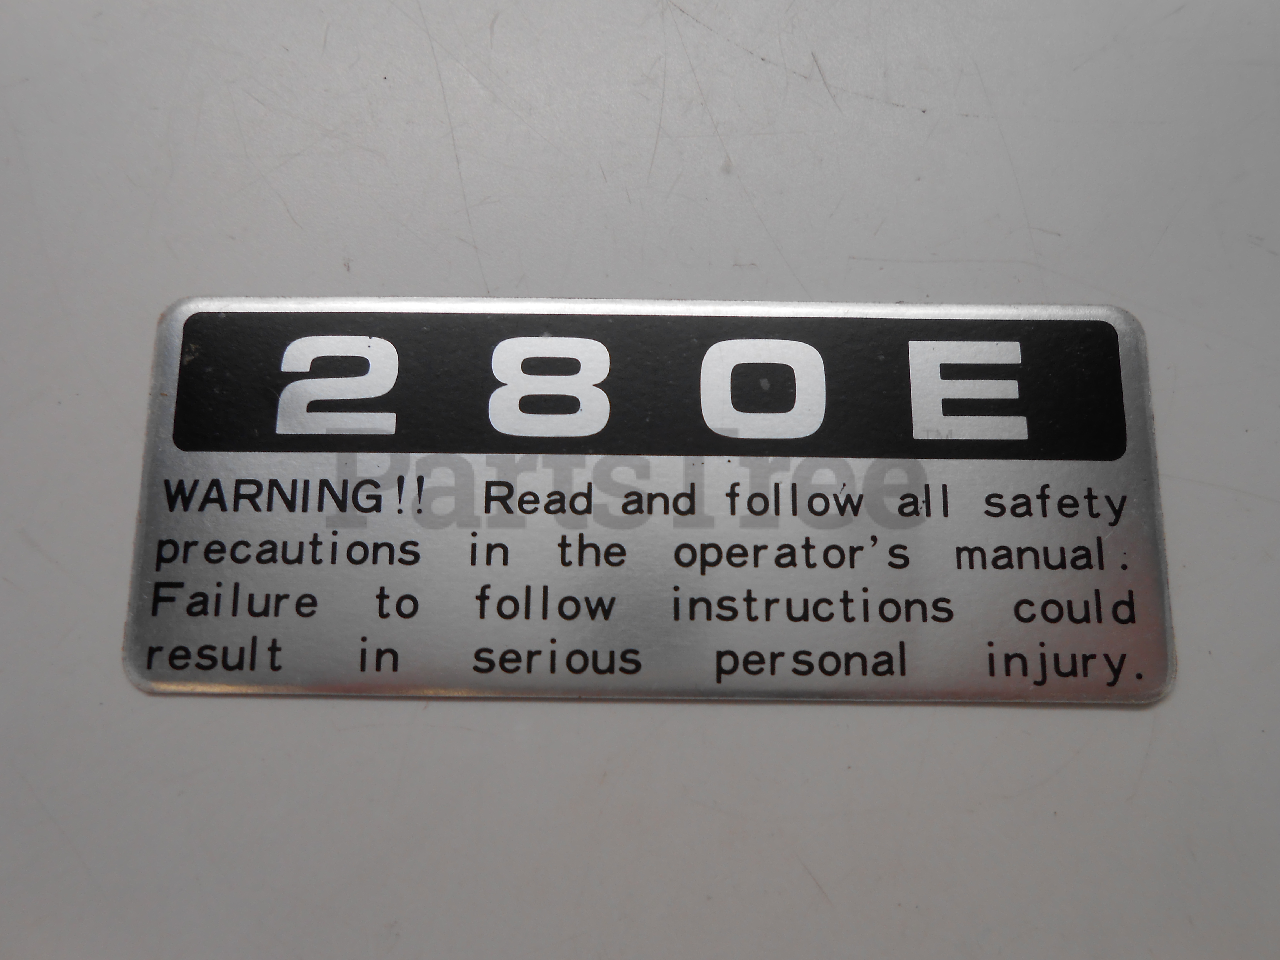 280E
WARNING!! Read and follow all safety
precautions in the operator's manual.
Failure to follow instructions could
result in serious personal injury.
PartsTree™